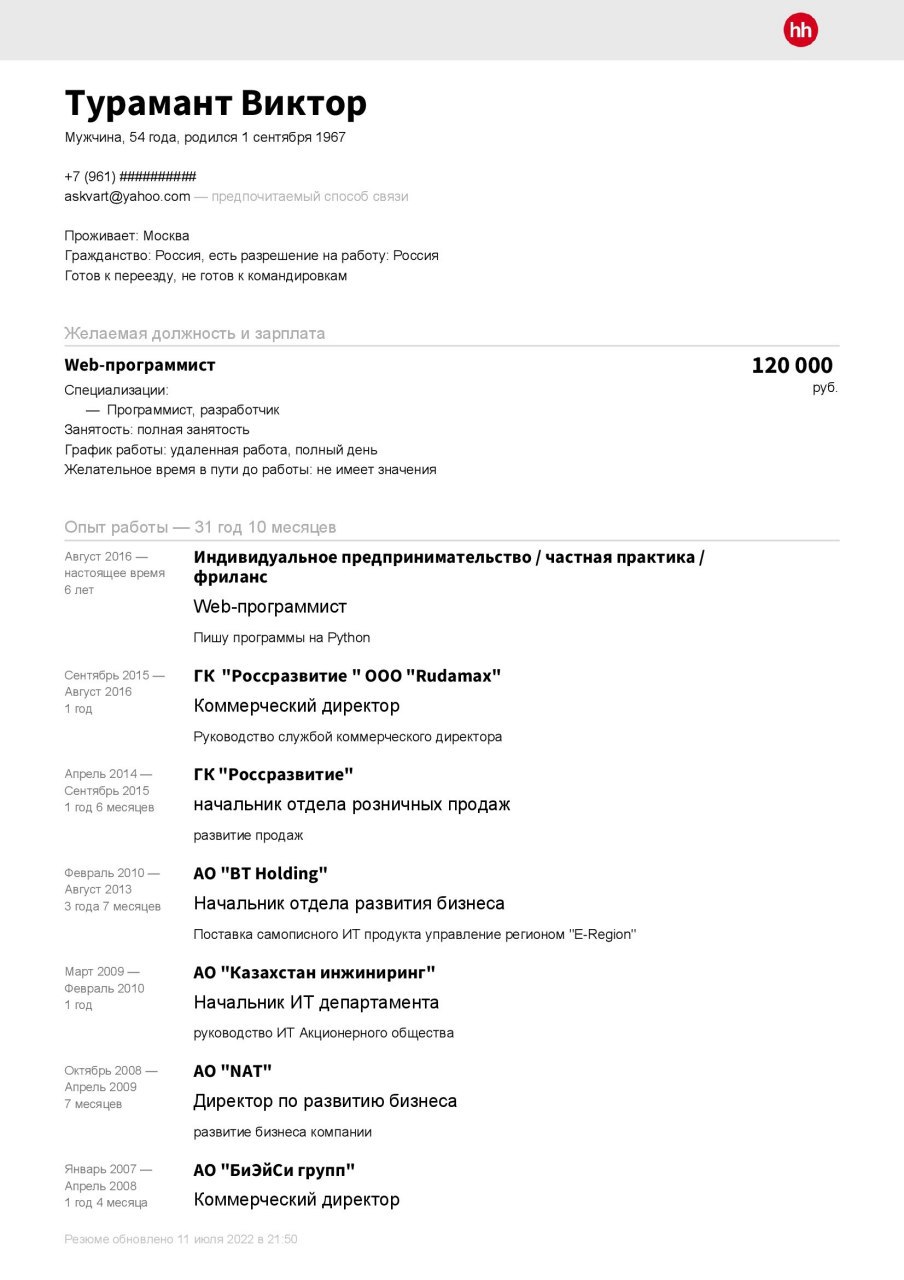 hh
Турамант Виктор
Мужчина, 54 года, родился 1 сентября 1967
+7 (961) ##########
askvart@yahoo.com — предпочитаемый способ связи
Проживает: Москва
Гражданство: Россия, есть разрешение на работу: Россия
Готов к переезду, не готов к командировкам
Желаемая должность и зарплата
Web-программист
120 000
руб.
Специализации:
— Программист, разработчик
Занятость: полная занятость
График работы: удаленная работа, полный день
Желательное время в пути до работы: не имеет значения
Опыт работы — 31 год 10 месяцев
Август 2016 —
настоящее время
6 лет
Индивидуальное предпринимательство / частная практика /
фриланс
Web-программист
Пишу программы на Python
Сентябрь 2015 —
Август 2016
1 год
ГК "Россразвитие " ООО "Rudamax"
Коммерческий директор
Руководство службой коммерческого директора
Апрель 2014 —
Сентябрь 2015
1 год 6 месяцев
ГК "Россразвитие"
начальник отдела розничных продаж
развитие продаж
Февраль 2010 —
Август 2013
3 года 7 месяцев
АО "BT Holding"
Начальник отдела развития бизнеса
Поставка самописного ИТ продукта управление регионом "E-Region"
Март 2009 —
Февраль 2010
1 год
АО "Казахстан инжиниринг"
Начальник ИТ департамента
руководство ИТ Акционерного общества
Октябрь 2008 —
Апрель 2009
7 месяцев
АО "NAT"
Директор по развитию бизнеса
развитие бизнеса компании
Январь 2007 —
Апрель 2008
1 год 4 месяца
АО "БиЭйСи групп"
Коммерческий директор
Резюме обновлено 11 июля 2022 в 21:50